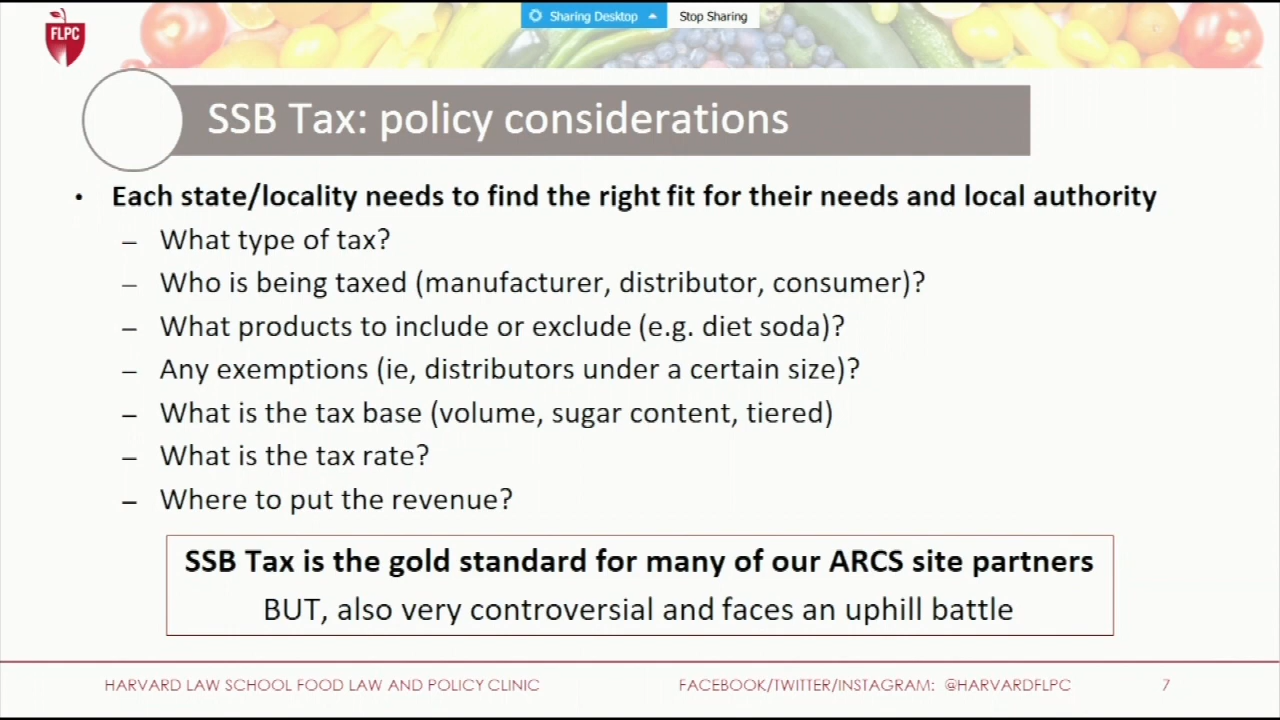 FLPC
Sharing Desktop
Stop Sharing
SSB Tax: policy considerations
• Each state/locality needs to find the right fit for their needs and local authority
– What type of tax?
– Who is being taxed (manufacturer, distributor, consumer)?
– What products to include or exclude (e.g. diet soda)?
– Any exemptions (ie, distributors under a certain size)?
– What is the tax base (volume, sugar content, tiered)
– What is the tax rate?
– Where to put the revenue?
SSB Tax is the gold standard for many of our ARCS site partners
BUT, also very controversial and faces an uphill battle
HARVARD LAW SCHOOL FOOD LAW AND POLICY CLINIC
FACEBOOK/TWITTER/INSTAGRAM: @HARVARDFLPC
7